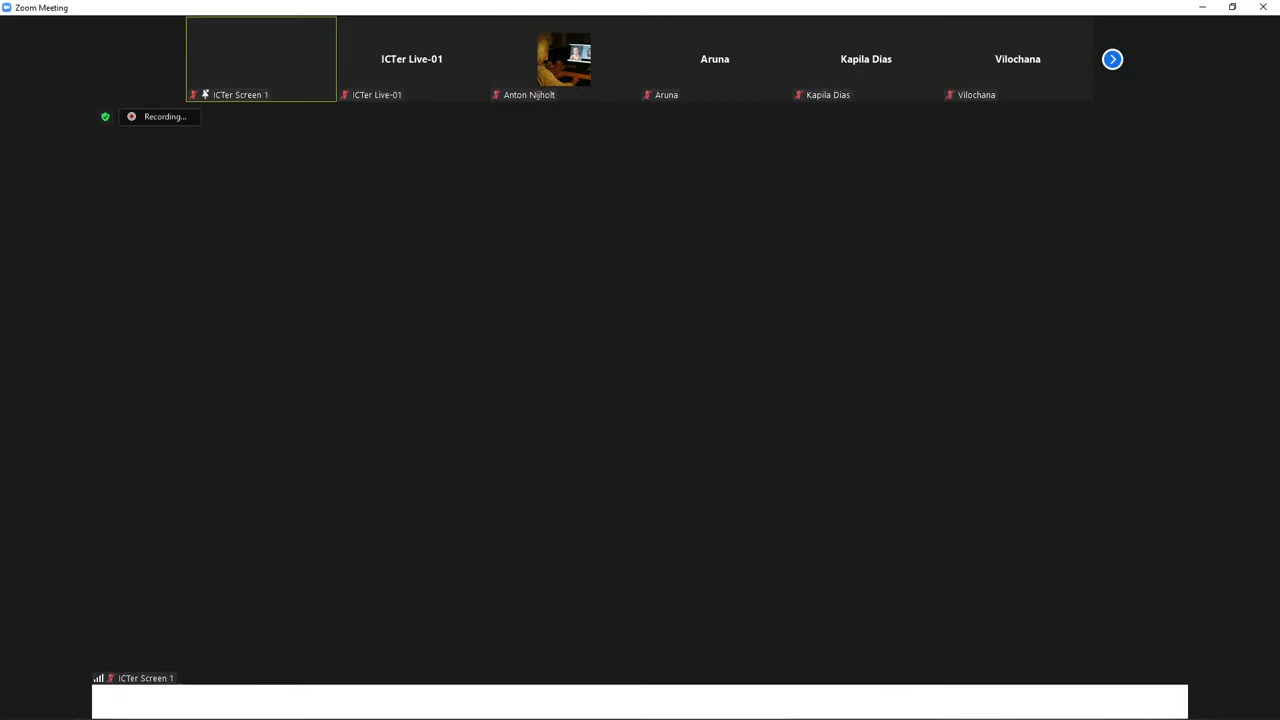 Zoom Meeting
ICTer Live-01
Aruna
Kapila Dias
Vilochana
ICTer Screen 1
ICTer Live-01
Anton Nijholt
Aruna
Kapila Dias
Vilochana
Recording...
ICTer Screen 1